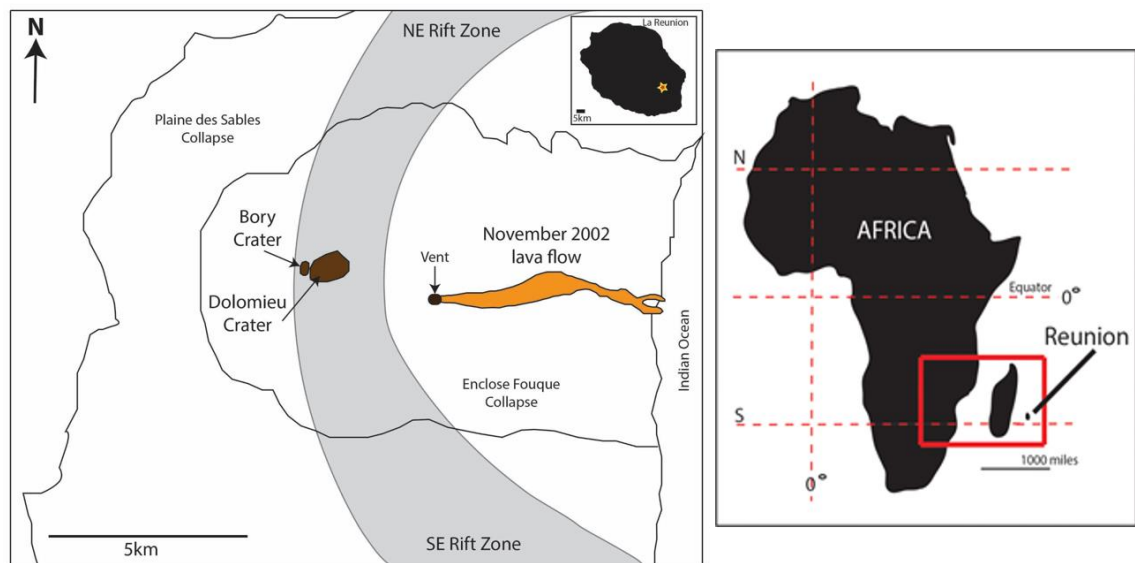 N
NE Rift Zone
La Reunion
5km
Plaine des Sables
Collapse
Bory
Crater
Dolomieu
Crater
Vent
November 2002
lava flow
Indian Ocean
Enclose Fouque
Collapse
5km
SE Rift Zone
N
AFRICA
Equator
0°
Reunion
S
1000 miles
0°